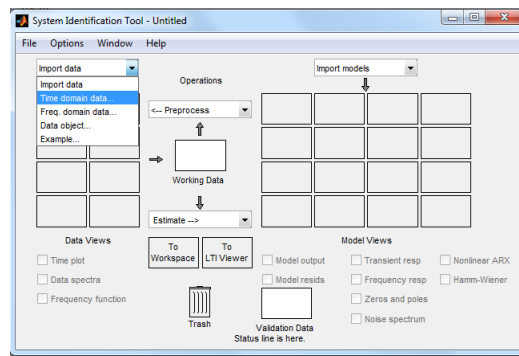 System Identification Tool - Untitled
File Options Window Help
Import data
Import data
Time domain data...
Freq. domain data...
Data object...
Example...
Operations
<-- Preprocess
Working Data
Estimate -->
Import models
Data Views
Time plot
Data spectra
Frequency function
To Workspace
To LTI Viewer
Trash
Model Views
Model output
Model resids
Transient resp
Frequency resp
Zeros and poles
Noise spectrum
Nonlinear ARX
Hamm-Wiener
Validation Data
Status line is here.